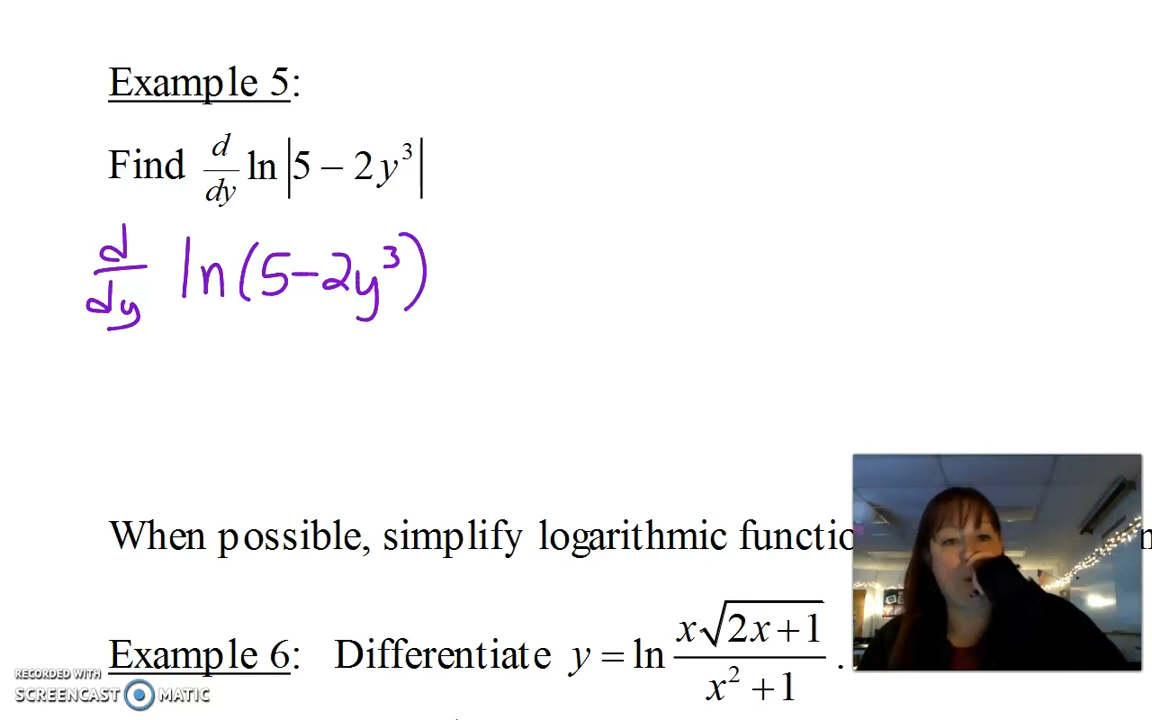 Example 5:
Find d/dy ln |5 − 2y³|
d/dy ln(5−2y³)
When possible, simplify logarithmic
Example 6: Differentiate y = ln x√(2x+1) / (x² + 1) .
RECORDED WITH
SCREENCAST MATIC